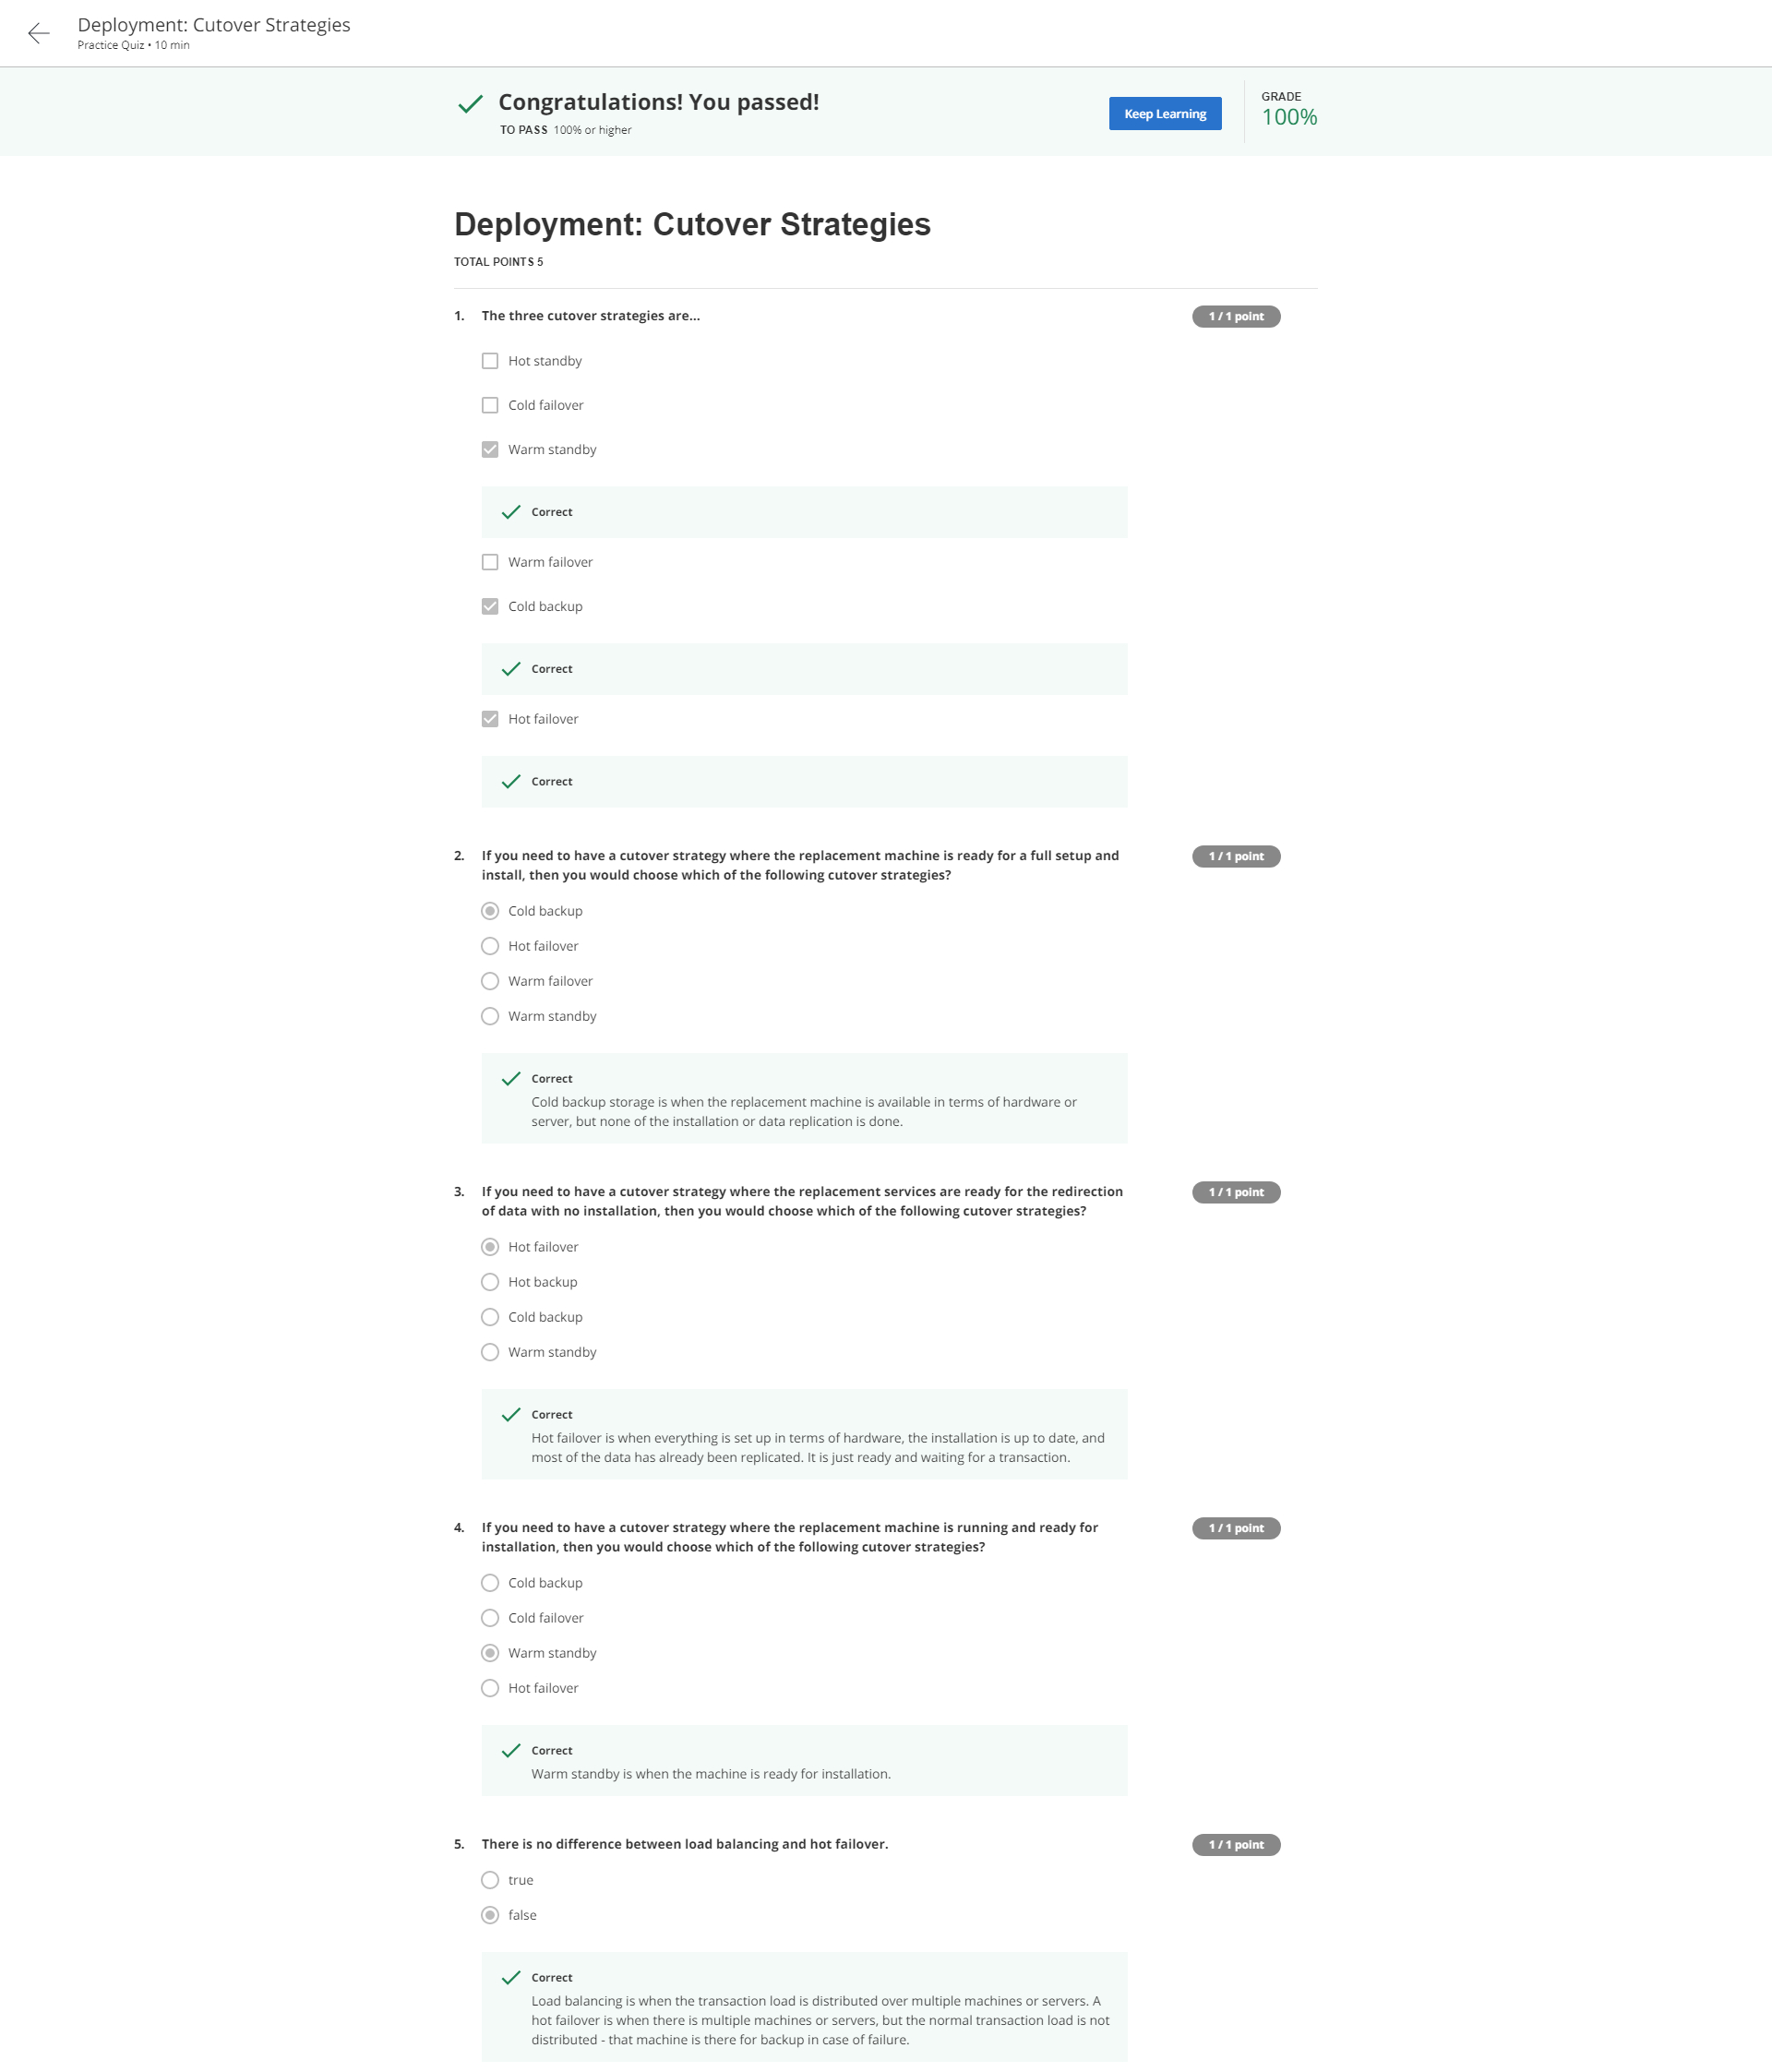 Deployment: Cutover Strategies
Practice Quiz • 10 min
Congratulations! You passed!
TO PASS 100% or higher
Keep Learning
GRADE
100%
Deployment: Cutover Strategies
TOTAL POINTS 5
1. The three cutover strategies are...
1 / 1 point
Hot standby
Cold failover
Warm standby
Correct
Warm failover
Cold backup
Correct
Hot failover
Correct
2. If you need to have a cutover strategy where the replacement machine is ready for a full setup and
install, then you would choose which of the following cutover strategies?
1 / 1 point
Cold backup
Hot failover
Warm failover
Warm standby
Correct
Cold backup storage is when the replacement machine is available in terms of hardware or
server, but none of the installation or data replication is done.
3. If you need to have a cutover strategy where the replacement services are ready for the redirection
of data with no installation, then you would choose which of the following cutover strategies?
1 / 1 point
Hot failover
Hot backup
Cold backup
Warm standby
Correct
Hot failover is when everything is set up in terms of hardware, the installation is up to date, and
most of the data has already been replicated. It is just ready and waiting for a transaction.
4. If you need to have a cutover strategy where the replacement machine is running and ready for
installation, then you would choose which of the following cutover strategies?
1 / 1 point
Cold backup
Cold failover
Warm standby
Hot failover
Correct
Warm standby is when the machine is ready for installation.
5. There is no difference between load balancing and hot failover.
1 / 1 point
true
false
Correct
Load balancing is when the transaction load is distributed over multiple machines or servers. A
hot failover is when there is multiple machines or servers, but the normal transaction load is not
distributed - that machine is there for backup in case of failure.